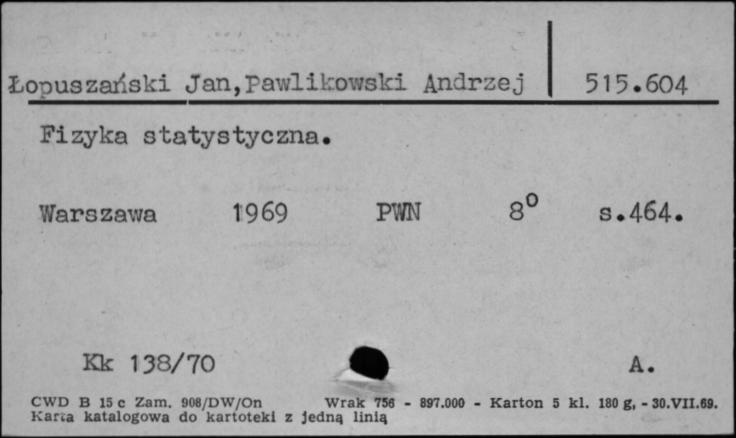 Łopuszański Jan,Pawlikowski Andrzej 515.604
Fizyka statystyczna.
Warszawa 1969 PWN 8⁰ s.464.
Kk 138/70 A.
CWD B 15 c Zam. 908/DW/On Wrak 756 - 897.000 - Karton 5 kl. 180 g, - 30.VII.69.
Karta katalogowa do kartoteki z jedną linią